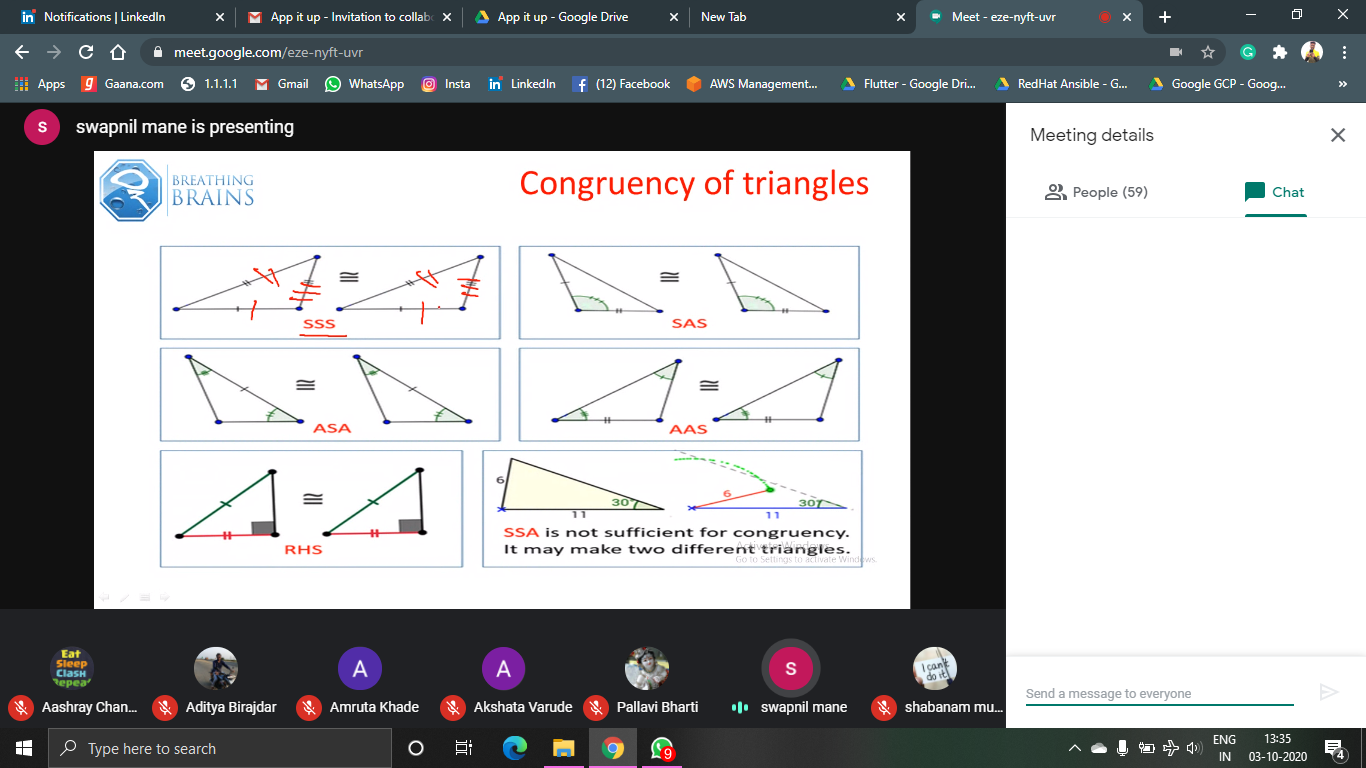 Notifications | LinkedIn
App it up - Invitation to collab
App it up - Google Drive
New Tab
Meet - eze-nyft-uvr
meet.google.com/eze-nyft-uvr
Apps
Gaana.com
1.1.1.1
Gmail
WhatsApp
Insta
LinkedIn
(12) Facebook
AWS Management...
Flutter - Google Dri...
RedHat Ansible - G...
Google GCP - Goog...
S
swapnil mane is presenting
Meeting details
People (59)
Chat
BREATHING
BRAINS
Congruency of triangles
≅
SSS
≅
SAS
≅
ASA
≅
AAS
≅
RHS
6
30°
11
6
30°
11
SSA is not sufficient for congruency.
It may make two different triangles.
Activate Windows
Go to Settings to activate Windows.
Eat
Sleep
Clash
Repeat
A
A
S
I can't
do it
Aashray Chan...
Aditya Birajdar
Amruta Khade
Akshata Varude
Pallavi Bharti
swapnil mane
shabanam mu...
Send a message to everyone
Type here to search
9
ENG
IN
13:35
03-10-2020
4